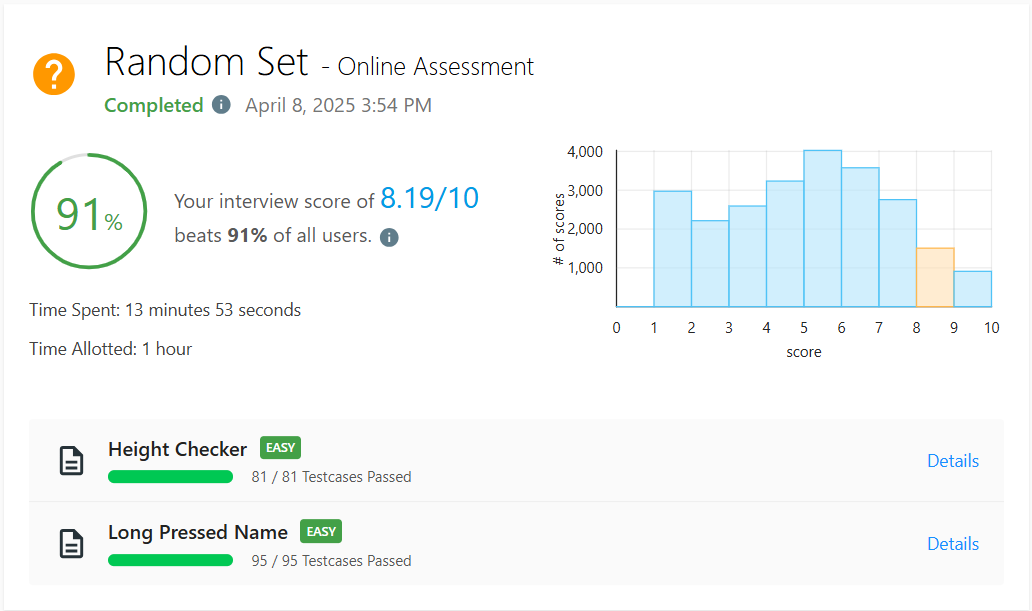 ?
Random Set - Online Assessment
Completed i April 8, 2025 3:54 PM
91%
Your interview score of 8.19/10
beats 91% of all users. i
Time Spent: 13 minutes 53 seconds
Time Allotted: 1 hour
# of scores
4,000
3,000
2,000
1,000
0 1 2 3 4 5 6 7 8 9 10
score
Height Checker EASY
81 / 81 Testcases Passed
Details
Long Pressed Name EASY
95 / 95 Testcases Passed
Details